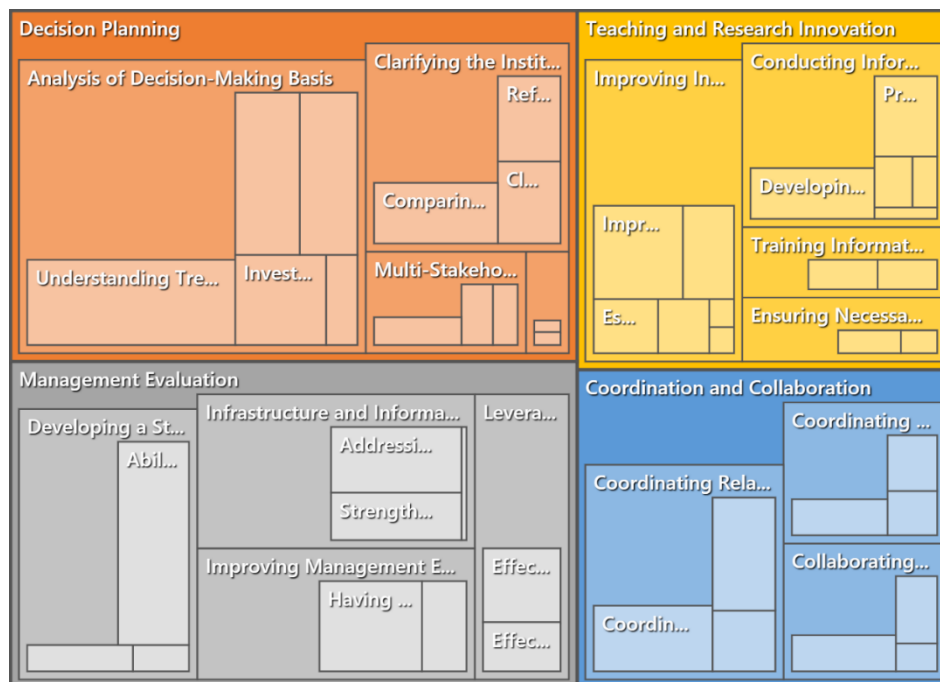 Decision Planning
Analysis of Decision-Making Basis
Understanding Tre...
Invest...
Clarifying the Instit...
Ref...
Cl...
Comparin...
Multi-Stakeho...
Teaching and Research Innovation
Improving In...
Impr...
Es...
Conducting Infor...
Pr...
Developin...
Training Informat...
Ensuring Necessa...
Management Evaluation
Developing a St...
Abil...
Infrastructure and Informa...
Addressi...
Strength...
Improving Management E...
Having ...
Levera...
Effec...
Effec...
Coordination and Collaboration
Coordinating Rela...
Coordin...
Coordinating ...
Collaborating...